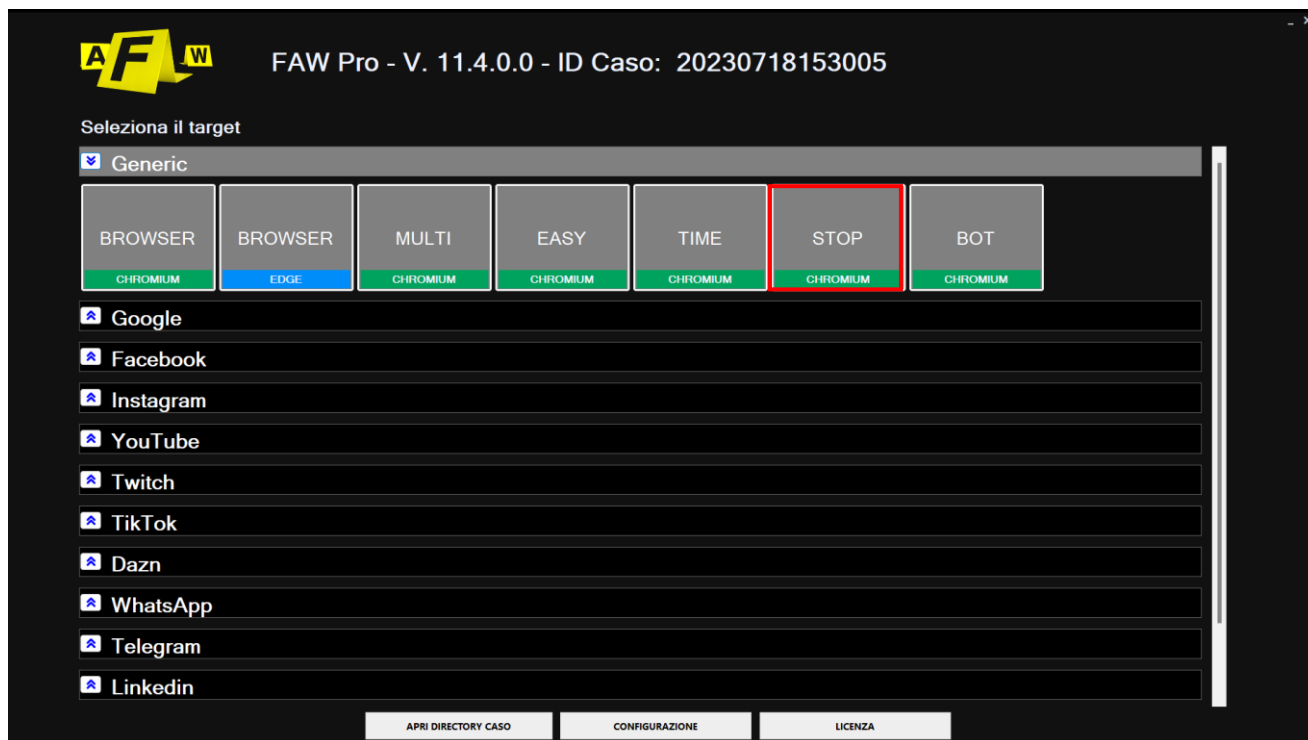 A F W
FAW Pro - V. 11.4.0.0 - ID Caso: 20230718153005
Seleziona il target
Generic
BROWSER BROWSER MULTI EASY TIME STOP BOT
CHROMIUM EDGE CHROMIUM CHROMIUM CHROMIUM CHROMIUM CHROMIUM
Google
Facebook
Instagram
YouTube
Twitch
TikTok
Dazn
WhatsApp
Telegram
Linkedin
APRI DIRECTORY CASO CONFIGURAZIONE LICENZA